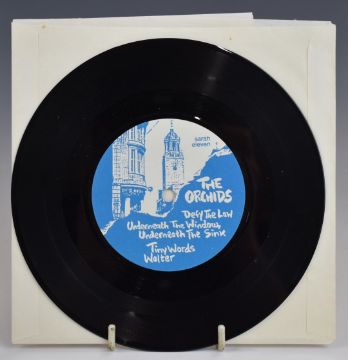 sarah
eleven
THE
ORCHIDS
Defy The Law
Underneath The Window,
Underneath The Sink
Tiny Words
Walter